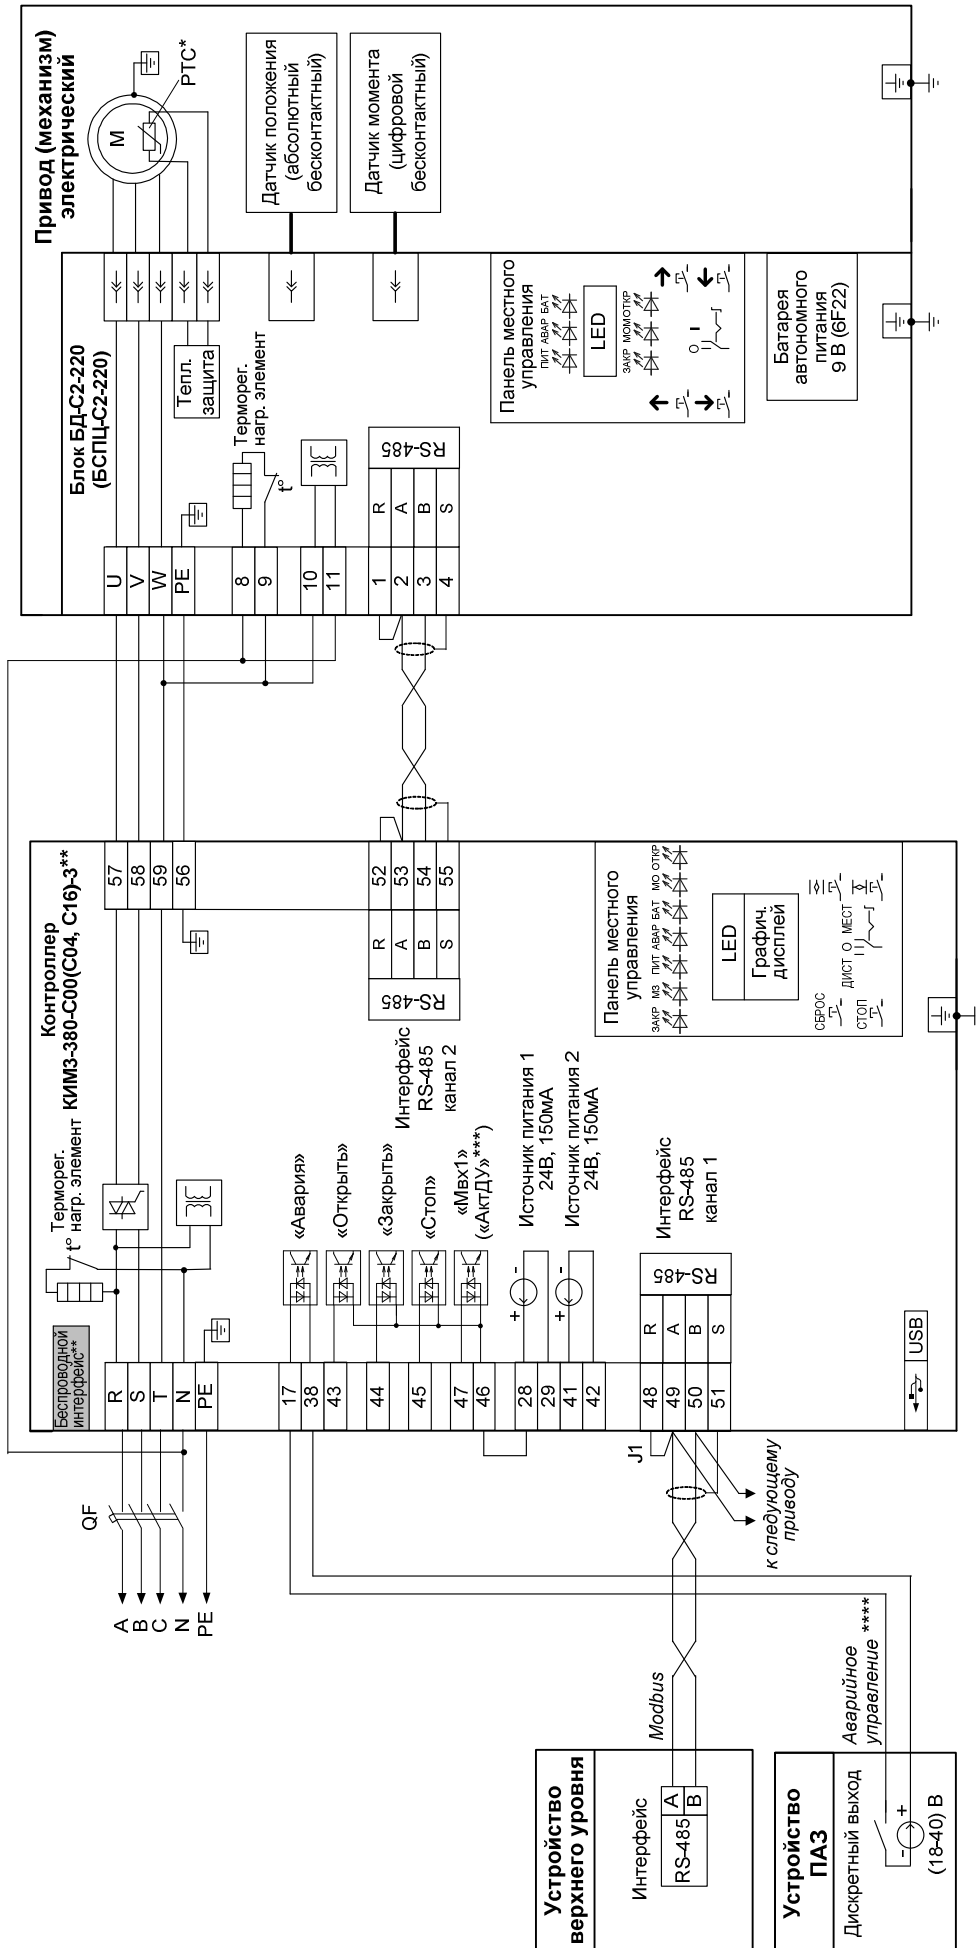 Привод (механизм)
электрический
M
PTC*
Датчик положения
(абсолютный
бесконтактный)
Датчик момента
(цифровой
бесконтактный)
Блок БД-С2-220
(БСПЦ-С2-220)
Тепл.
защита
Терморег.
нагр. элемент
t°
U
V
W
PE
8
9
10
11
1
2
3
4
R
A
B
S
RS-485
Панель местного
управления
ПИТ АВАР БАТ
LED
ЗАКР МОМ ОТКР
O I
Батарея
автономного
питания
9 В (6F22)
Контроллер
КИМ3-380-С00(С04, С16)-3**
57
58
59
56
52
53
54
55
R
A
B
S
RS-485
Интерфейс
RS-485
канал 2
Панель местного
управления
ЗАКР МЗ ПИТ АВАР БАТ МО ОТКР
LED
Графич.
дисплей
СБРОС
СТОП
ДИСТ О МЕСТ
Терморег.
нагр. элемент
t°
Беспроводной
интерфейс**
R
S
T
N
PE
17
38
43
44
45
47
46
28
29
41
42
48
49
50
51
«Авария»
«Открыть»
«Закрыть»
«Стоп»
«Мвх1»
(«АктДУ»***)
Источник питания 1
24В, 150мА
Источник питания 2
24В, 150мА
+ -
+ -
Интерфейс
RS-485
канал 1
R
A
B
S
RS-485
USB
J1
QF
A
B
C
N
PE
к следующему
приводу
Modbus
Аварийное
управление ****
Устройство
верхнего уровня
Интерфейс
RS-485
A
B
Устройство
ПАЗ
Дискретный выход
- +
(18-40) В